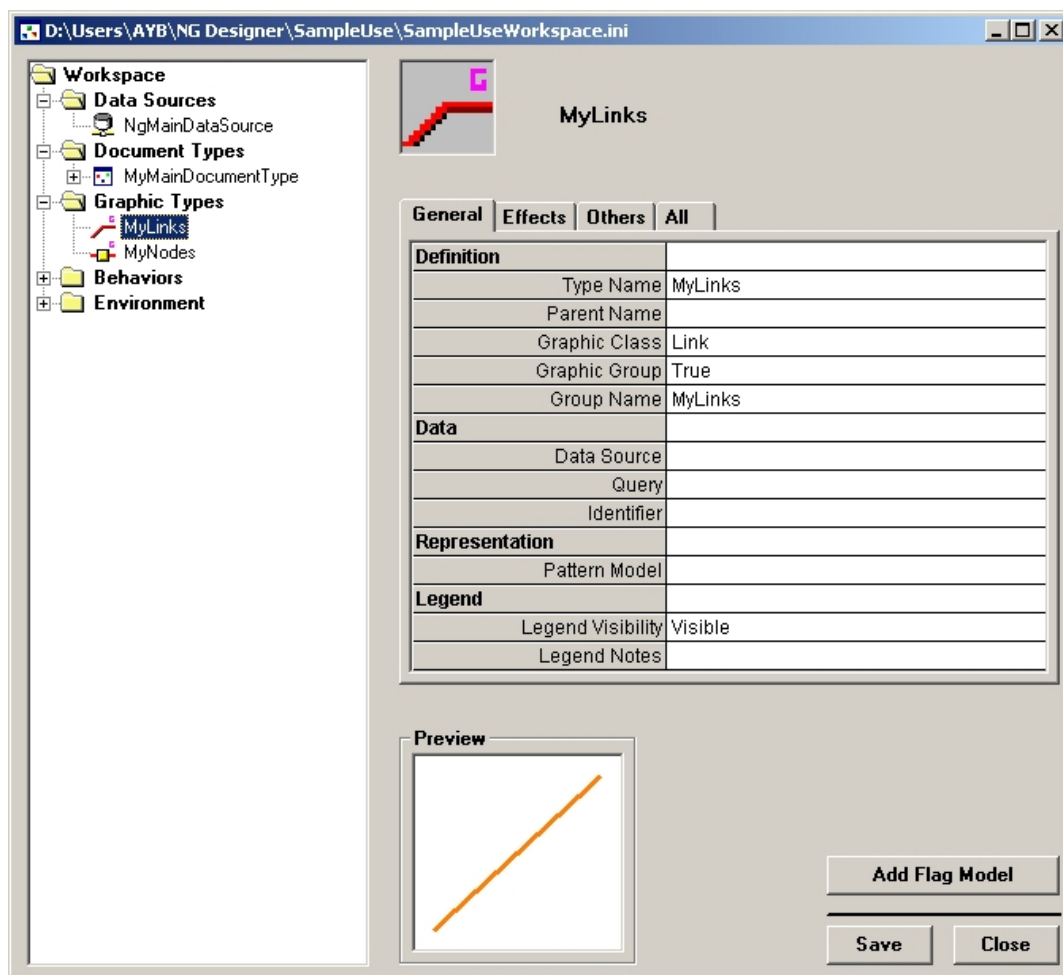 D:\Users\AYB\NG Designer\SampleUse\SampleUseWorkspace.ini
Workspace
Data Sources
NgMainDataSource
Document Types
MyMainDocumentType
Graphic Types
MyLinks
MyNodes
Behaviors
Environment
G
MyLinks
General Effects Others All
Definition
Type Name MyLinks
Parent Name
Graphic Class Link
Graphic Group True
Group Name MyLinks
Data
Data Source
Query
Identifier
Representation
Pattern Model
Legend
Legend Visibility Visible
Legend Notes
Preview
Add Flag Model
Save Close